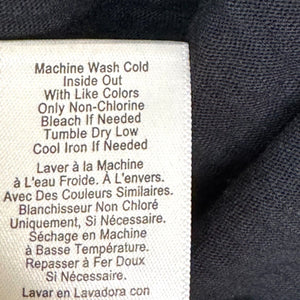 Machine Wash Cold
Inside Out
With Like Colors
Only Non-Chlorine
Bleach If Needed
Tumble Dry Low
Cool Iron If Needed
Laver à la Machine
à L'eau Froide. À L'envers.
Avec Des Couleurs Similaires.
Blanchisseur Non Chloré
Uniquement, Si Nécessaire.
Séchage en Machine
à Basse Température.
Repasser à Fer Doux
Si Nécessaire.
Lavar en Lavadora con